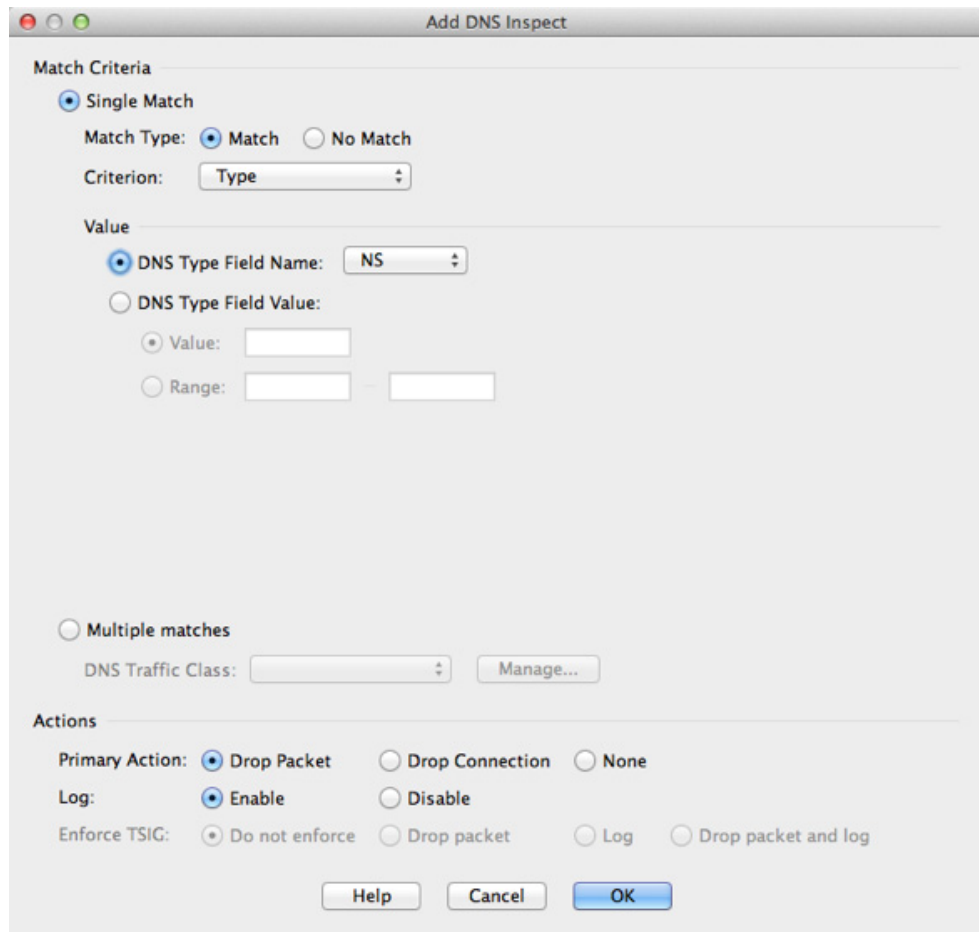 Add DNS Inspect
Match Criteria
Single Match
Match Type: Match No Match
Criterion: Type
Value
DNS Type Field Name: NS
DNS Type Field Value:
Value:
Range: –
Multiple matches
DNS Traffic Class: Manage...
Actions
Primary Action: Drop Packet Drop Connection None
Log: Enable Disable
Enforce TSIG: Do not enforce Drop packet Log Drop packet and log
Help Cancel OK